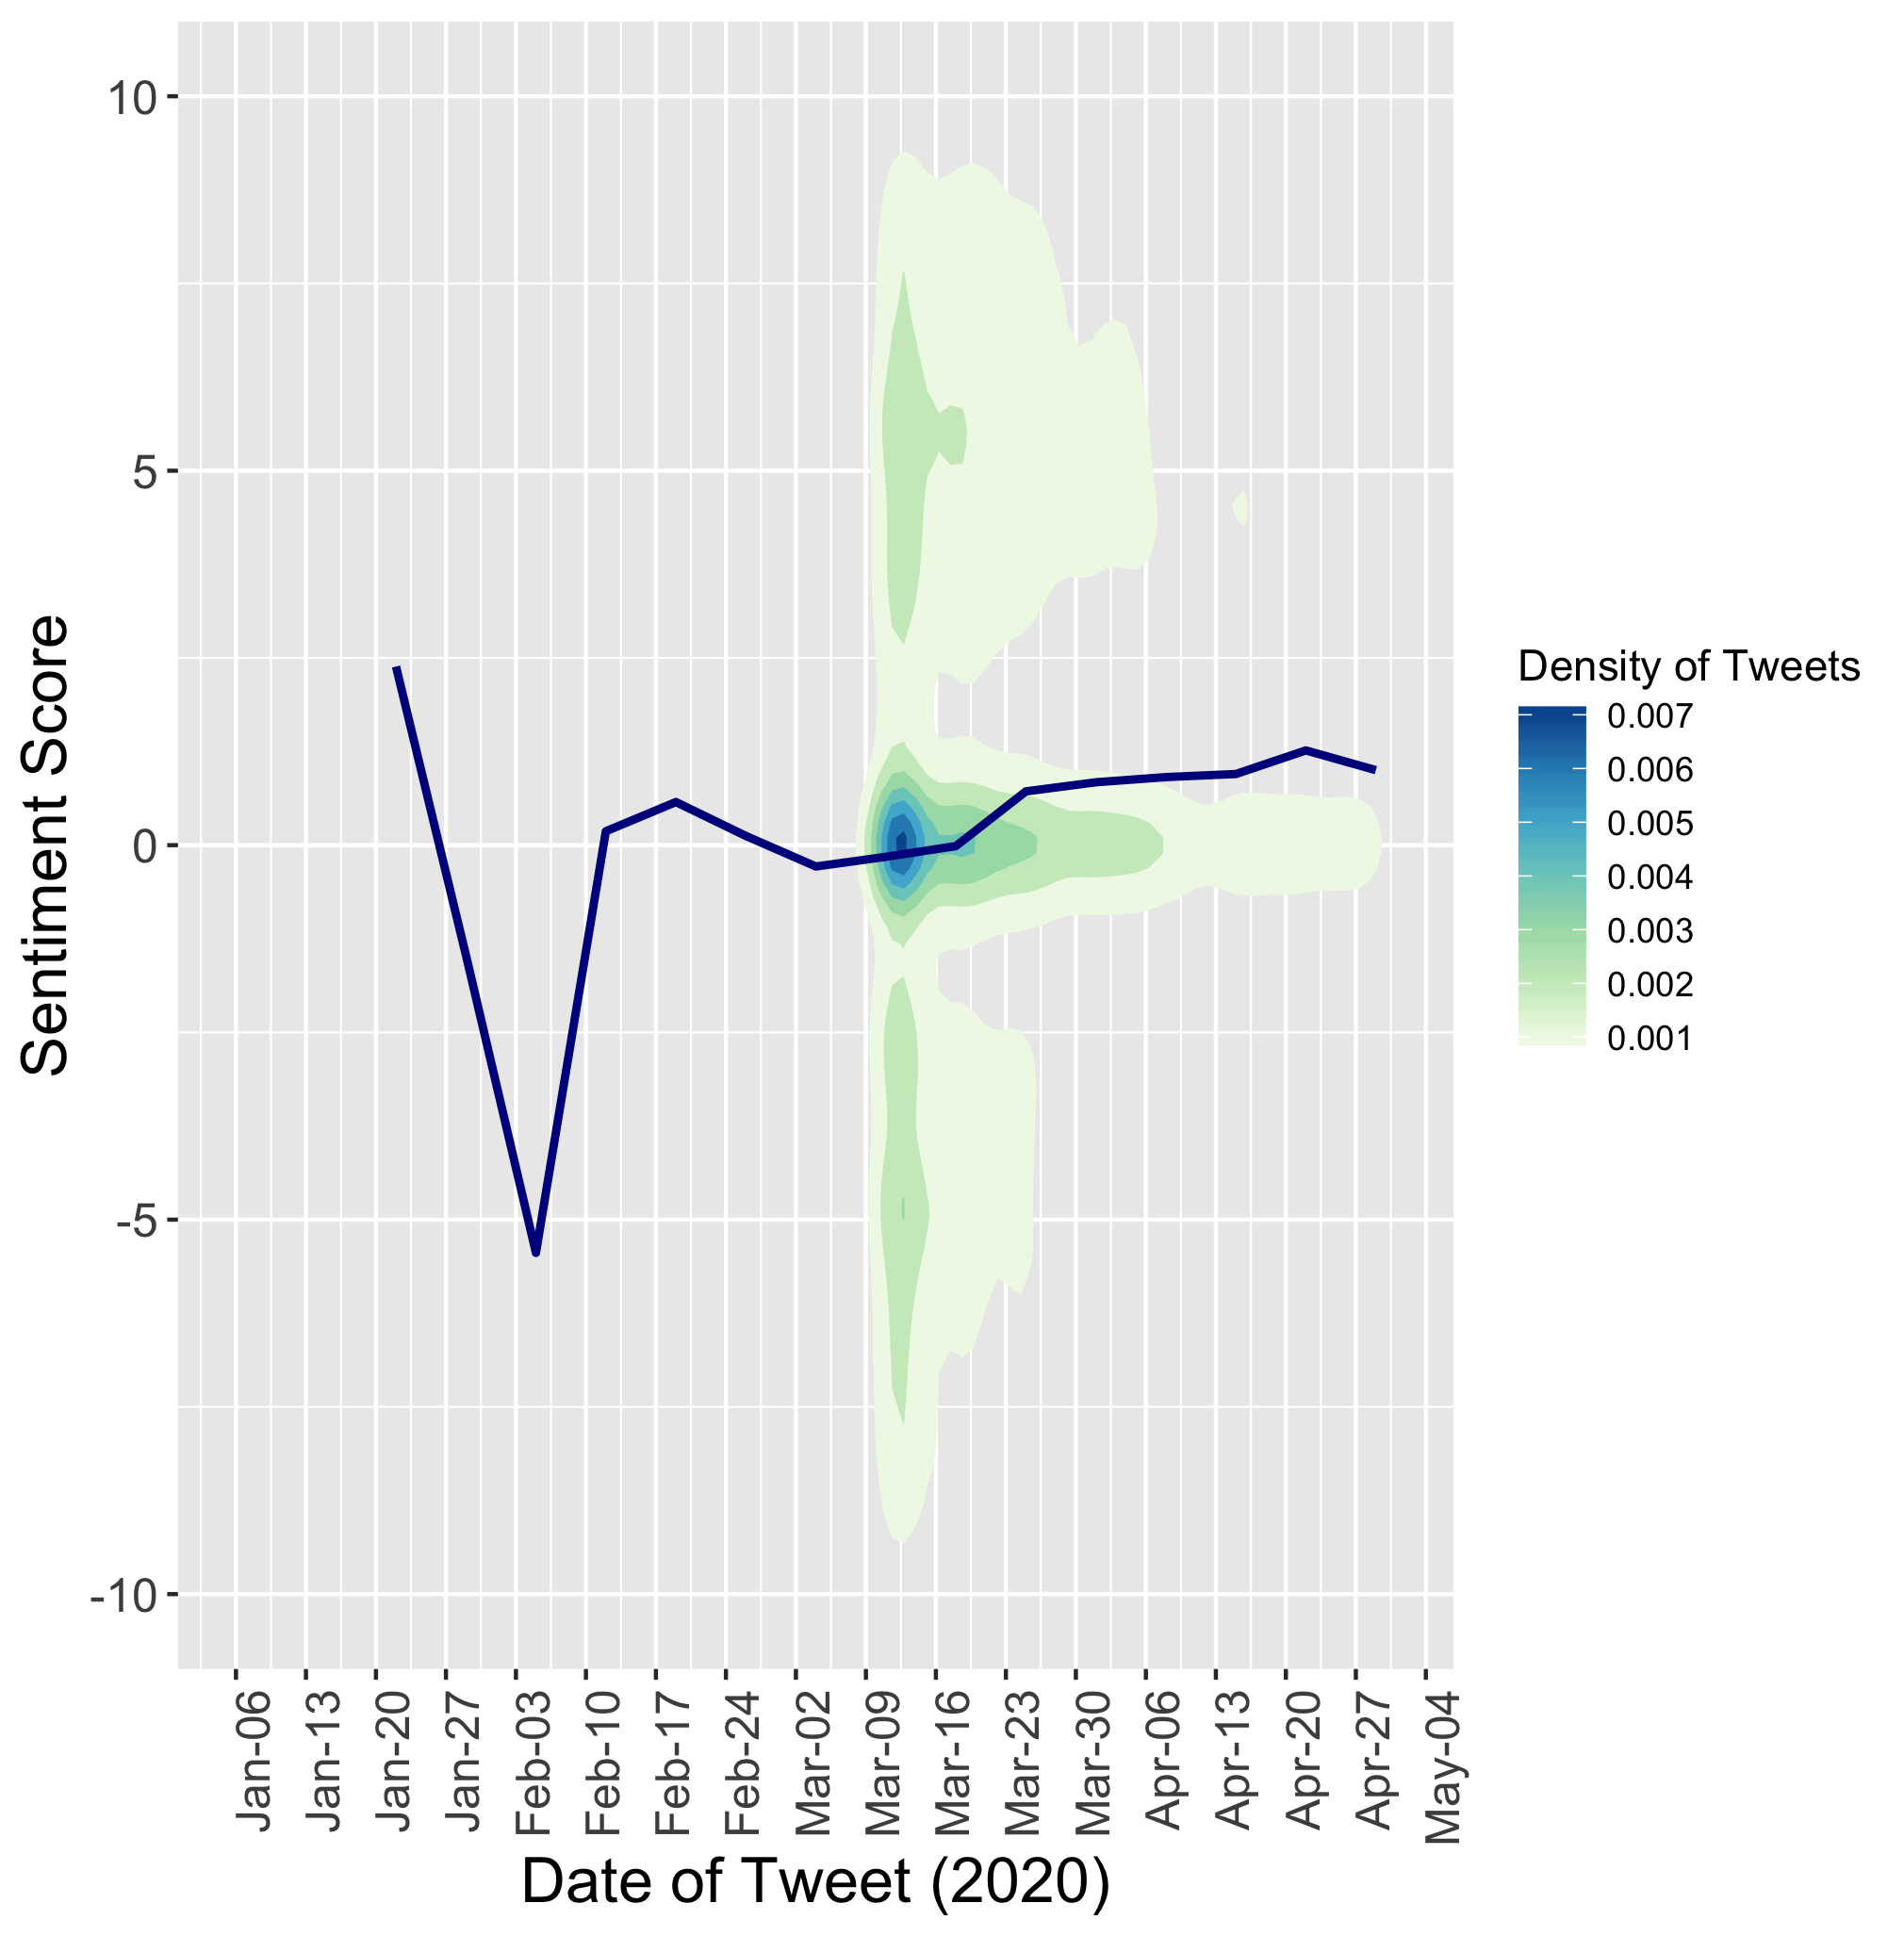 10
5
0
-5
-10
Sentiment Score
Jan-06
Jan-13
Jan-20
Jan-27
Feb-03
Feb-10
Feb-17
Feb-24
Mar-02
Mar-09
Mar-16
Mar-23
Mar-30
Apr-06
Apr-13
Apr-20
Apr-27
May-04
Date of Tweet (2020)
Density of Tweets
0.007
0.006
0.005
0.004
0.003
0.002
0.001